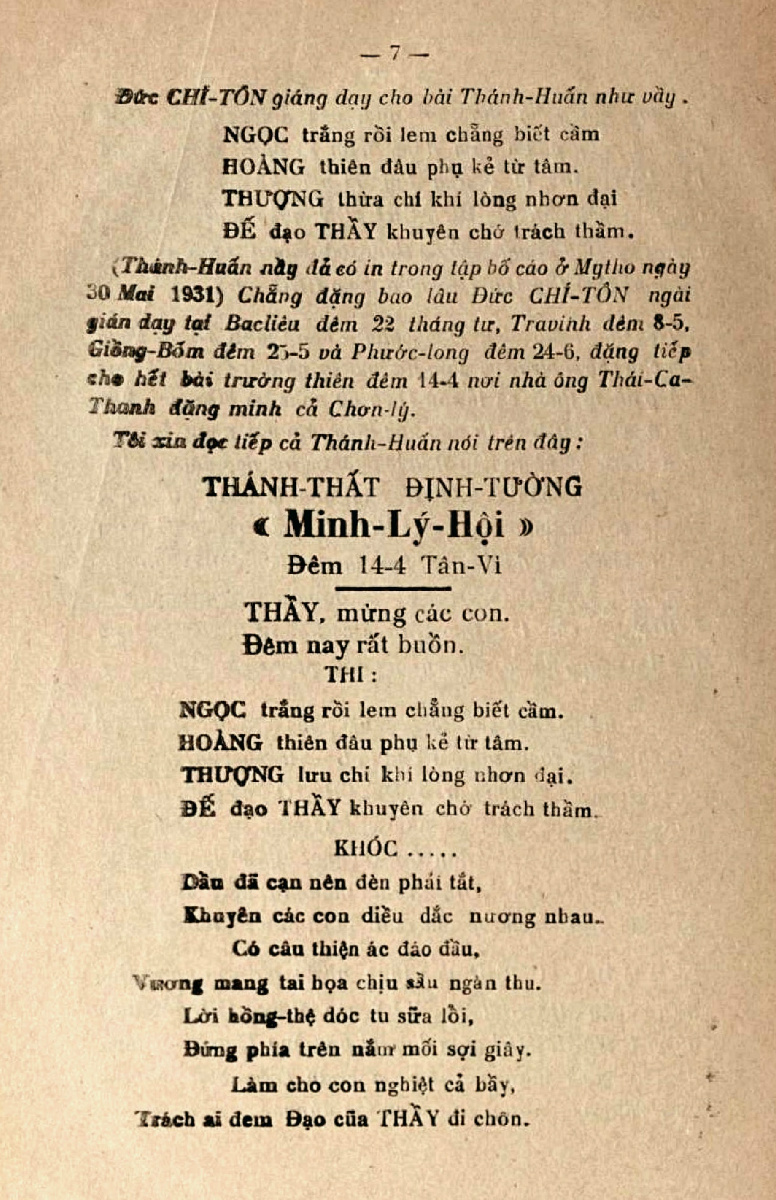 — 7 —
Đức CHÍ-TÔN giáng dạy cho bài Thánh-Huấn như vầy.
NGỌC trắng rồi lem chẳng biết cầm
HOÀNG thiên đâu phụ kẻ từ tâm.
THƯỢNG thừa chí khí lòng nhơn đại
ĐẾ đạo THẦY khuyên chớ trách thầm.
(Thánh-Huấn nầy đả có in trong tập bố cáo ở Mytho ngày
30 Mai 1931) Chẳng đặng bao lâu Đức CHÍ-TÔN ngài
gián dạy tại Bacliêu đêm 22 tháng tư, Travinh đêm 8-5,
Giồng-Bốm đêm 25-5 và Phước-long đêm 24-6, đặng tiếp
cho hết bài trường thiên đêm 14-4 nơi nhà ông Thái-Ca-
Thanh đặng minh cả Chơn-lý.
Tôi xin đọc tiếp cả Thánh-Huấn nói trên đây :
THÁNH-THẤT ĐỊNH-TƯỜNG
« Minh-Lý-Hội »
Đêm 14-4 Tân-Vi
THẦY, mừng các con.
Đêm nay rất buồn.
THI :
NGỌC trắng rồi lem chẳng biết cầm.
HOÀNG thiên đâu phụ kẻ từ tâm.
THƯỢNG lưu chí khí lòng nhơn đại.
ĐẾ đạo THẦY khuyên chớ trách thầm.
KHÓC .....
Dầu đã cạn nên đèn phải tắt,
Khuyên các con diều dắc nương nhau.
Có câu thiện ác đáo đầu,
Vương mang tai họa chịu sầu ngàn thu.
Lời hồng-thệ dóc tu sữa lồi,
Đứng phía trên nắm mối sợi giây.
Làm cho con nghiệt cả bầy,
Trách ai đem Đạo cũa THẦY đi chôn.